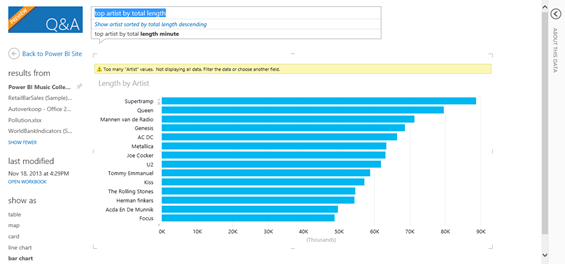 PREVIEW
Q&A
top artist by total length
Show artist sorted by total length descending
top artist by total length minute
Back to Power BI Site
results from
Power BI Music Colle...
RetailBarSales (Sample)...
Autoverkoop - Office 2...
Pollution.xlsx
WorldBankIndicators (S...
SHOW FEWER
last modified
Nov 18, 2013 at 4:29PM
OPEN WORKBOOK
show as
table
map
card
line chart
bar chart
Too many "Artist" values. Not displaying all data. Filter the data or choose another field.
Length by Artist
Supertramp
Queen
Mannen van de Radio
Genesis
AC DC
Metallica
Joe Cocker
U2
Tommy Emmanuel
Kiss
The Rolling Stones
Herman finkers
Acda En De Munnik
Focus
0K 10K 20K 30K 40K 50K 60K 70K 80K 90K
(Thousands)
ABOUT THIS DATA